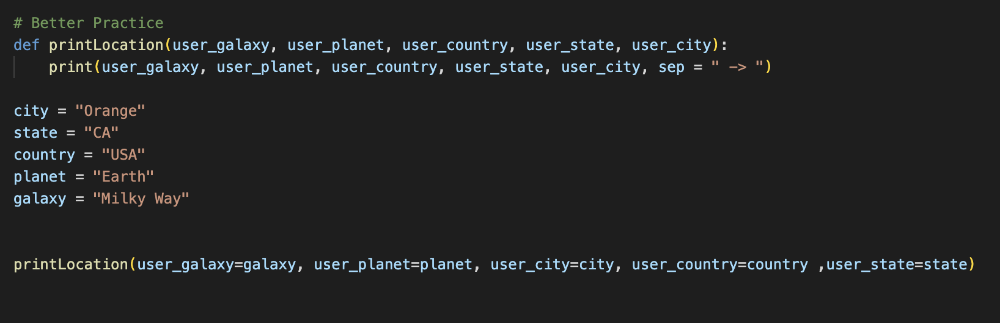 # Better Practice
def printLocation(user_galaxy, user_planet, user_country, user_state, user_city):
    print(user_galaxy, user_planet, user_country, user_state, user_city, sep = " -> ")
city = "Orange"
state = "CA"
country = "USA"
planet = "Earth"
galaxy = "Milky Way"
printLocation(user_galaxy=galaxy, user_planet=planet, user_city=city, user_country=country ,user_state=state)